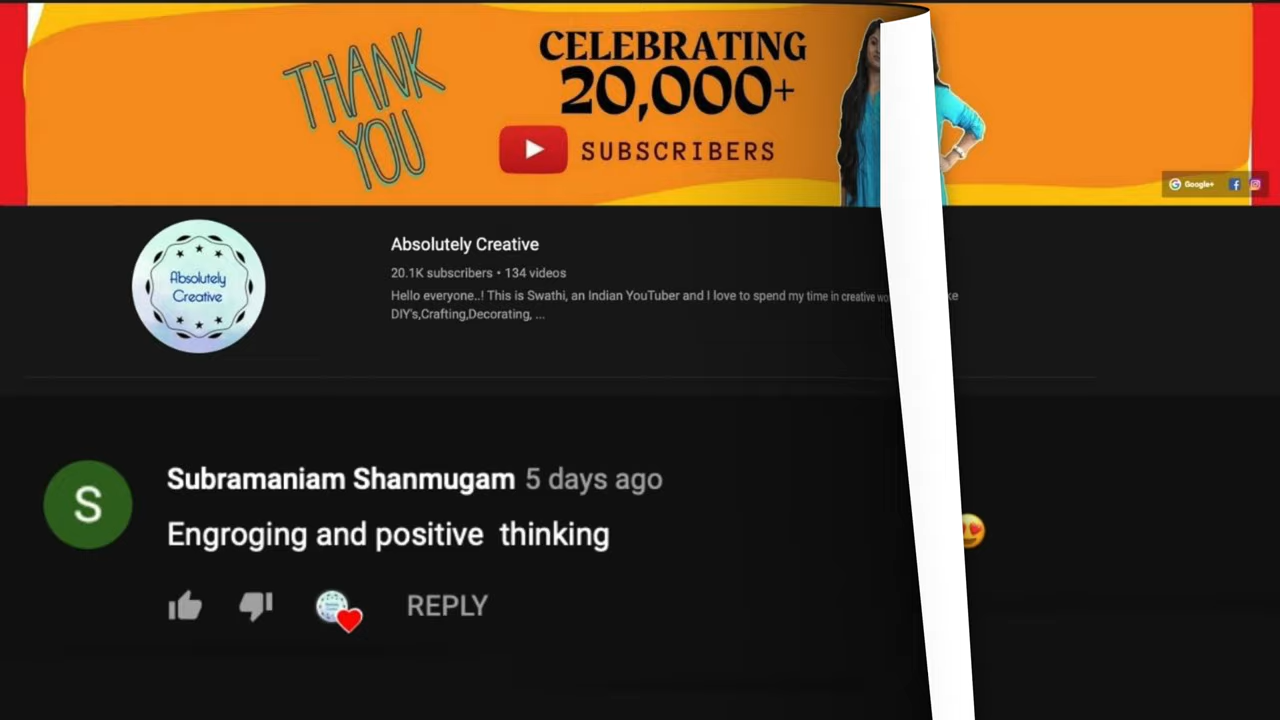 THANK
YOU
CELEBRATING
20,000+
SUBSCRIBERS
Google+
Absolutely
Creative
Absolutely Creative
20.1K subscribers • 134 videos
Hello everyone..! This is Swathi, an Indian YouTuber and I love to spend my time in creative
DIY's,Crafting,Decorating, ...
S
Subramaniam Shanmugam 5 days ago
Engroging and positive thinking
REPLY